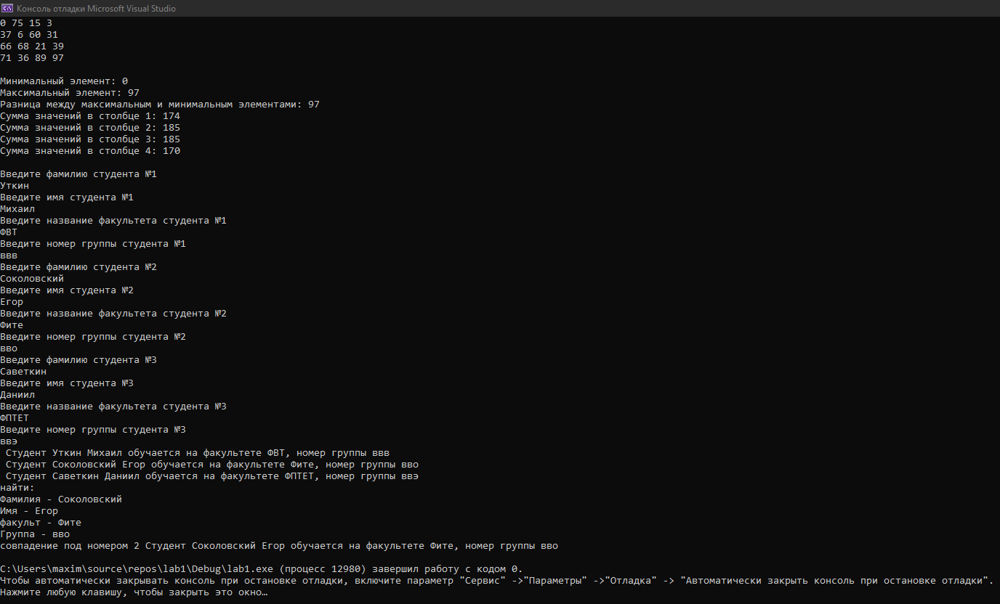 Консоль отладки Microsoft Visual Studio
0 75 15 3
37 6 60 31
66 68 21 39
71 36 89 97
Минимальный элемент: 0
Максимальный элемент: 97
Разница между максимальным и минимальным элементами: 97
Сумма значений в столбце 1: 174
Сумма значений в столбце 2: 185
Сумма значений в столбце 3: 185
Сумма значений в столбце 4: 170
Введите фамилию студента №1
Уткин
Введите имя студента №1
Михаил
Введите название факультета студента №1
ФВТ
Введите номер группы студента №1
ввв
Введите фамилию студента №2
Соколовский
Введите имя студента №2
Егор
Введите название факультета студента №2
Фите
Введите номер группы студента №2
вво
Введите фамилию студента №3
Саветкин
Введите имя студента №3
Даниил
Введите название факультета студента №3
ФПТЕТ
Введите номер группы студента №3
ввэ
Студент Уткин Михаил обучается на факультете ФВТ, номер группы ввв
Студент Соколовский Егор обучается на факультете Фите, номер группы вво
Студент Саветкин Даниил обучается на факультете ФПТЕТ, номер группы ввэ
найти:
Фамилия - Соколовский
Имя - Егор
факульт - Фите
Группа - вво
совпадение под номером 2 Студент Соколовский Егор обучается на факультете Фите, номер группы вво
C:\Users\maxim\source\repos\lab1\Debug\lab1.exe (процесс 12980) завершил работу с кодом 0.
Чтобы автоматически закрывать консоль при остановке отладки, включите параметр "Сервис" ->"Параметры" ->"Отладка" -> "Автоматически закрыть консоль при остановке отладки".
Нажмите любую клавишу, чтобы закрыть это окно…